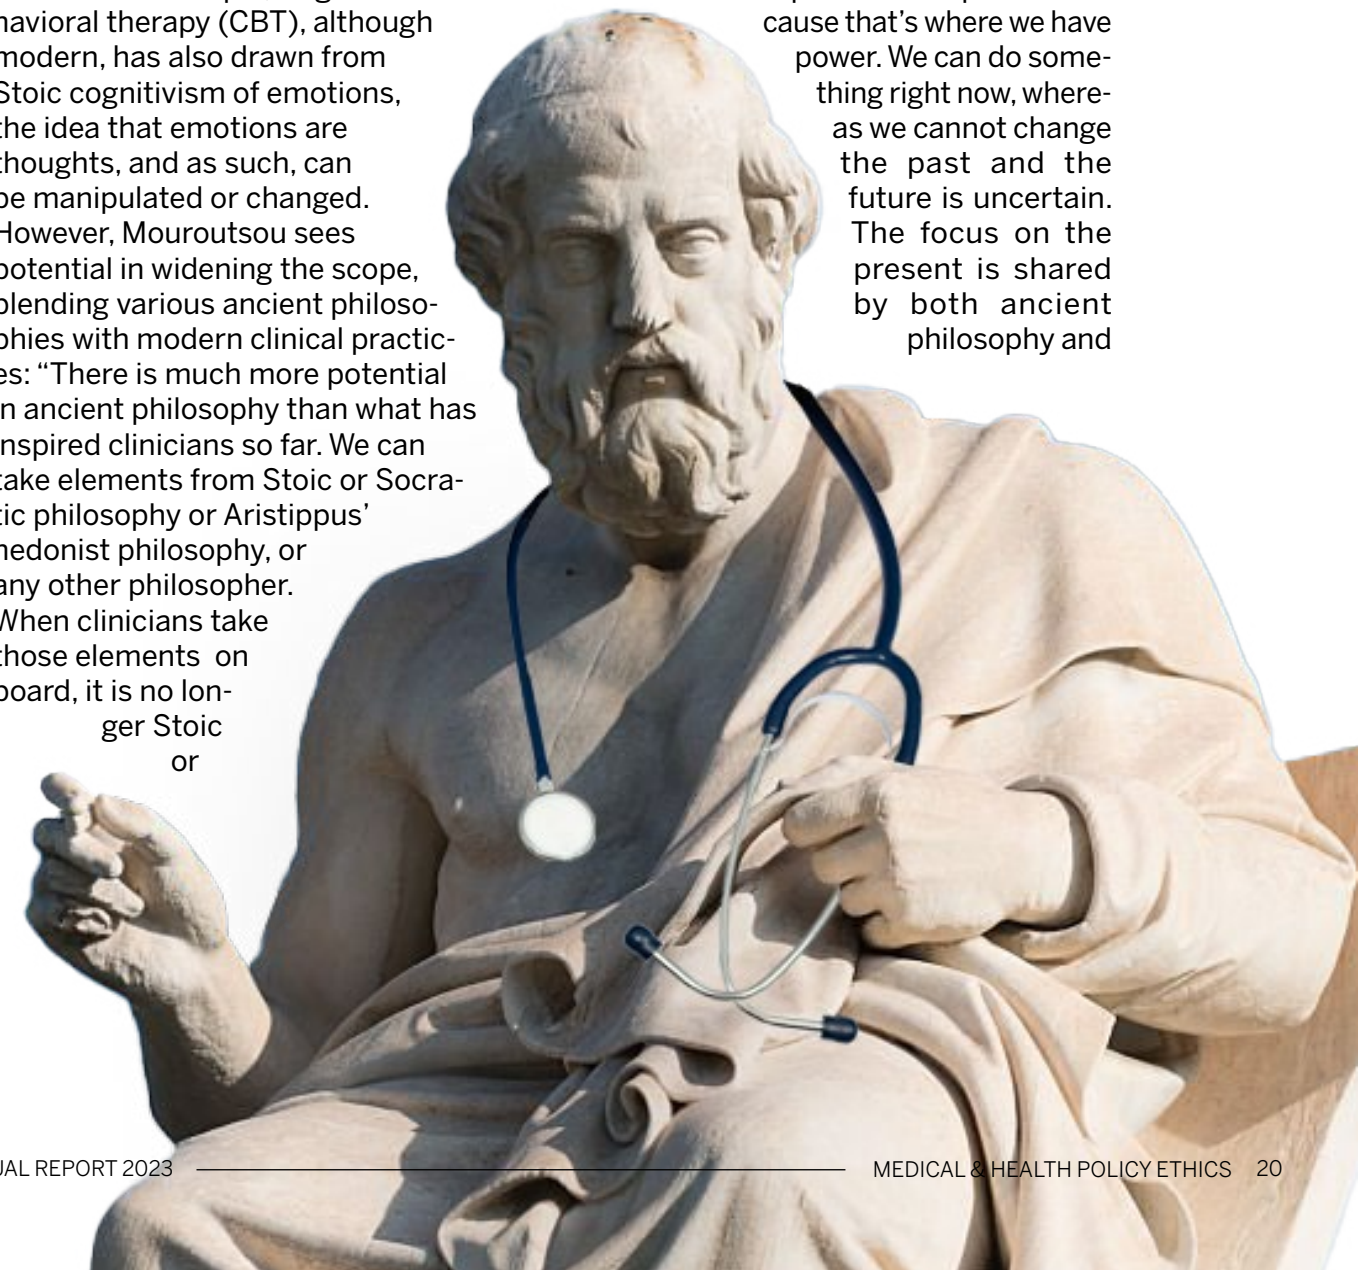 havioral therapy (CBT), although
modern, has also drawn from
Stoic cognitivism of emotions,
the idea that emotions are
thoughts, and as such, can
be manipulated or changed.
However, Mouroutsou sees
potential in widening the scope,
blending various ancient philoso-
phies with modern clinical practic-
es: “There is much more potential
in ancient philosophy than what has
inspired clinicians so far. We can
take elements from Stoic or Socra-
tic philosophy or Aristippus’
hedonist philosophy, or
any other philosopher.
When clinicians take
those elements on
board, it is no lon-
ger Stoic
or
cause that’s where we have
power. We can do some-
thing right now, where-
as we cannot change
the past and the
future is uncertain.
The focus on the
present is shared
by both ancient
philosophy and
UAL REPORT 2023
MEDICAL & HEALTH POLICY ETHICS 20